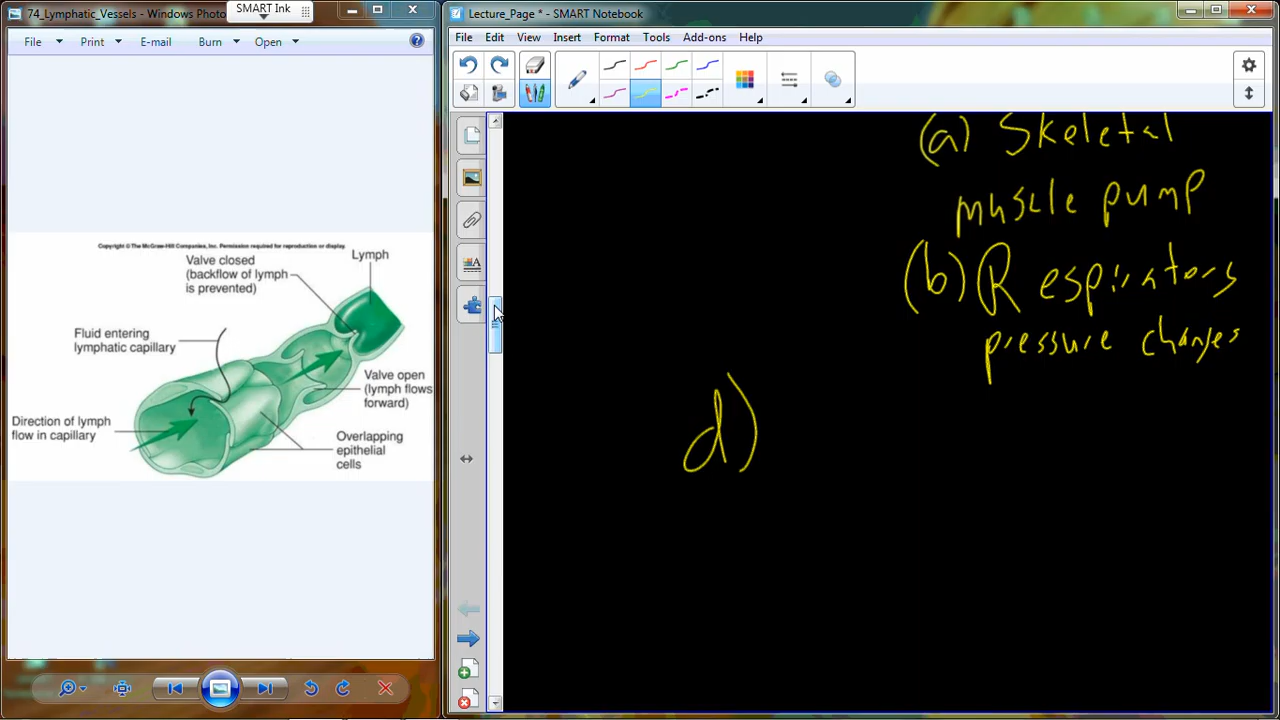 74_Lymphatic_Vessels - Windows Photo
SMART Ink
File
Print
E-mail
Burn
Open
Copyright © The McGraw-Hill Companies, Inc. Permission required for reproduction or display.
Lymph
Valve closed
(backflow of lymph
is prevented)
Fluid entering
lymphatic capillary
Valve open
(lymph flows
forward)
Direction of lymph
flow in capillary
Overlapping
epithelial
cells
Lecture_Page * - SMART Notebook
File Edit View Insert Format Tools Add-ons Help
(a) Skeletal
muscle pump
(b) Respiratory
pressure changes
d)